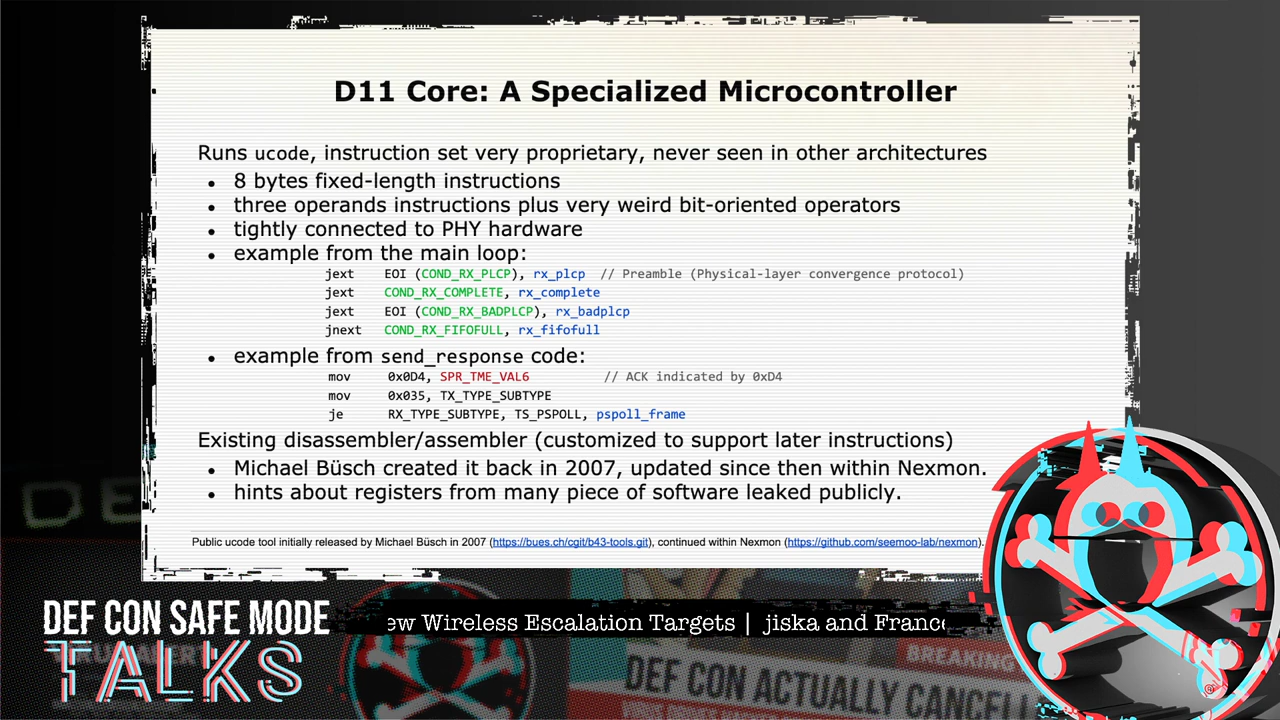 D11 Core: A Specialized Microcontroller
Runs ucode, instruction set very proprietary, never seen in other architectures
• 8 bytes fixed-length instructions
• three operands instructions plus very weird bit-oriented operators
• tightly connected to PHY hardware
• example from the main loop:
jext EOI (COND_RX_PLCP), rx_plcp // Preamble (Physical-layer convergence protocol)
jext COND_RX_COMPLETE, rx_complete
jext EOI (COND_RX_BADPLCP), rx_badplcp
jnext COND_RX_FIFOFULL, rx_fifofull
• example from send_response code:
mov 0x0D4, SPR_TME_VAL6 // ACK indicated by 0xD4
mov 0x035, TX_TYPE_SUBTYPE
je RX_TYPE_SUBTYPE, TS_PSPOLL, pspoll_frame
Existing disassembler/assembler (customized to support later instructions)
• Michael Büsch created it back in 2007, updated since then within Nexmon.
• hints about registers from many piece of software leaked publicly.
Public ucode tool initially released by Michael Büsch in 2007 (https://bues.ch/cgit/b43-tools.git), continued within Nexmon (https://github.com/seemoo-lab/nexmon).
DEF CON SAFE MODE
TALKS
ew Wireless Escalation Targets | jiska and Franc
BREAKING
DEF CON ACTUALLY CANCELL